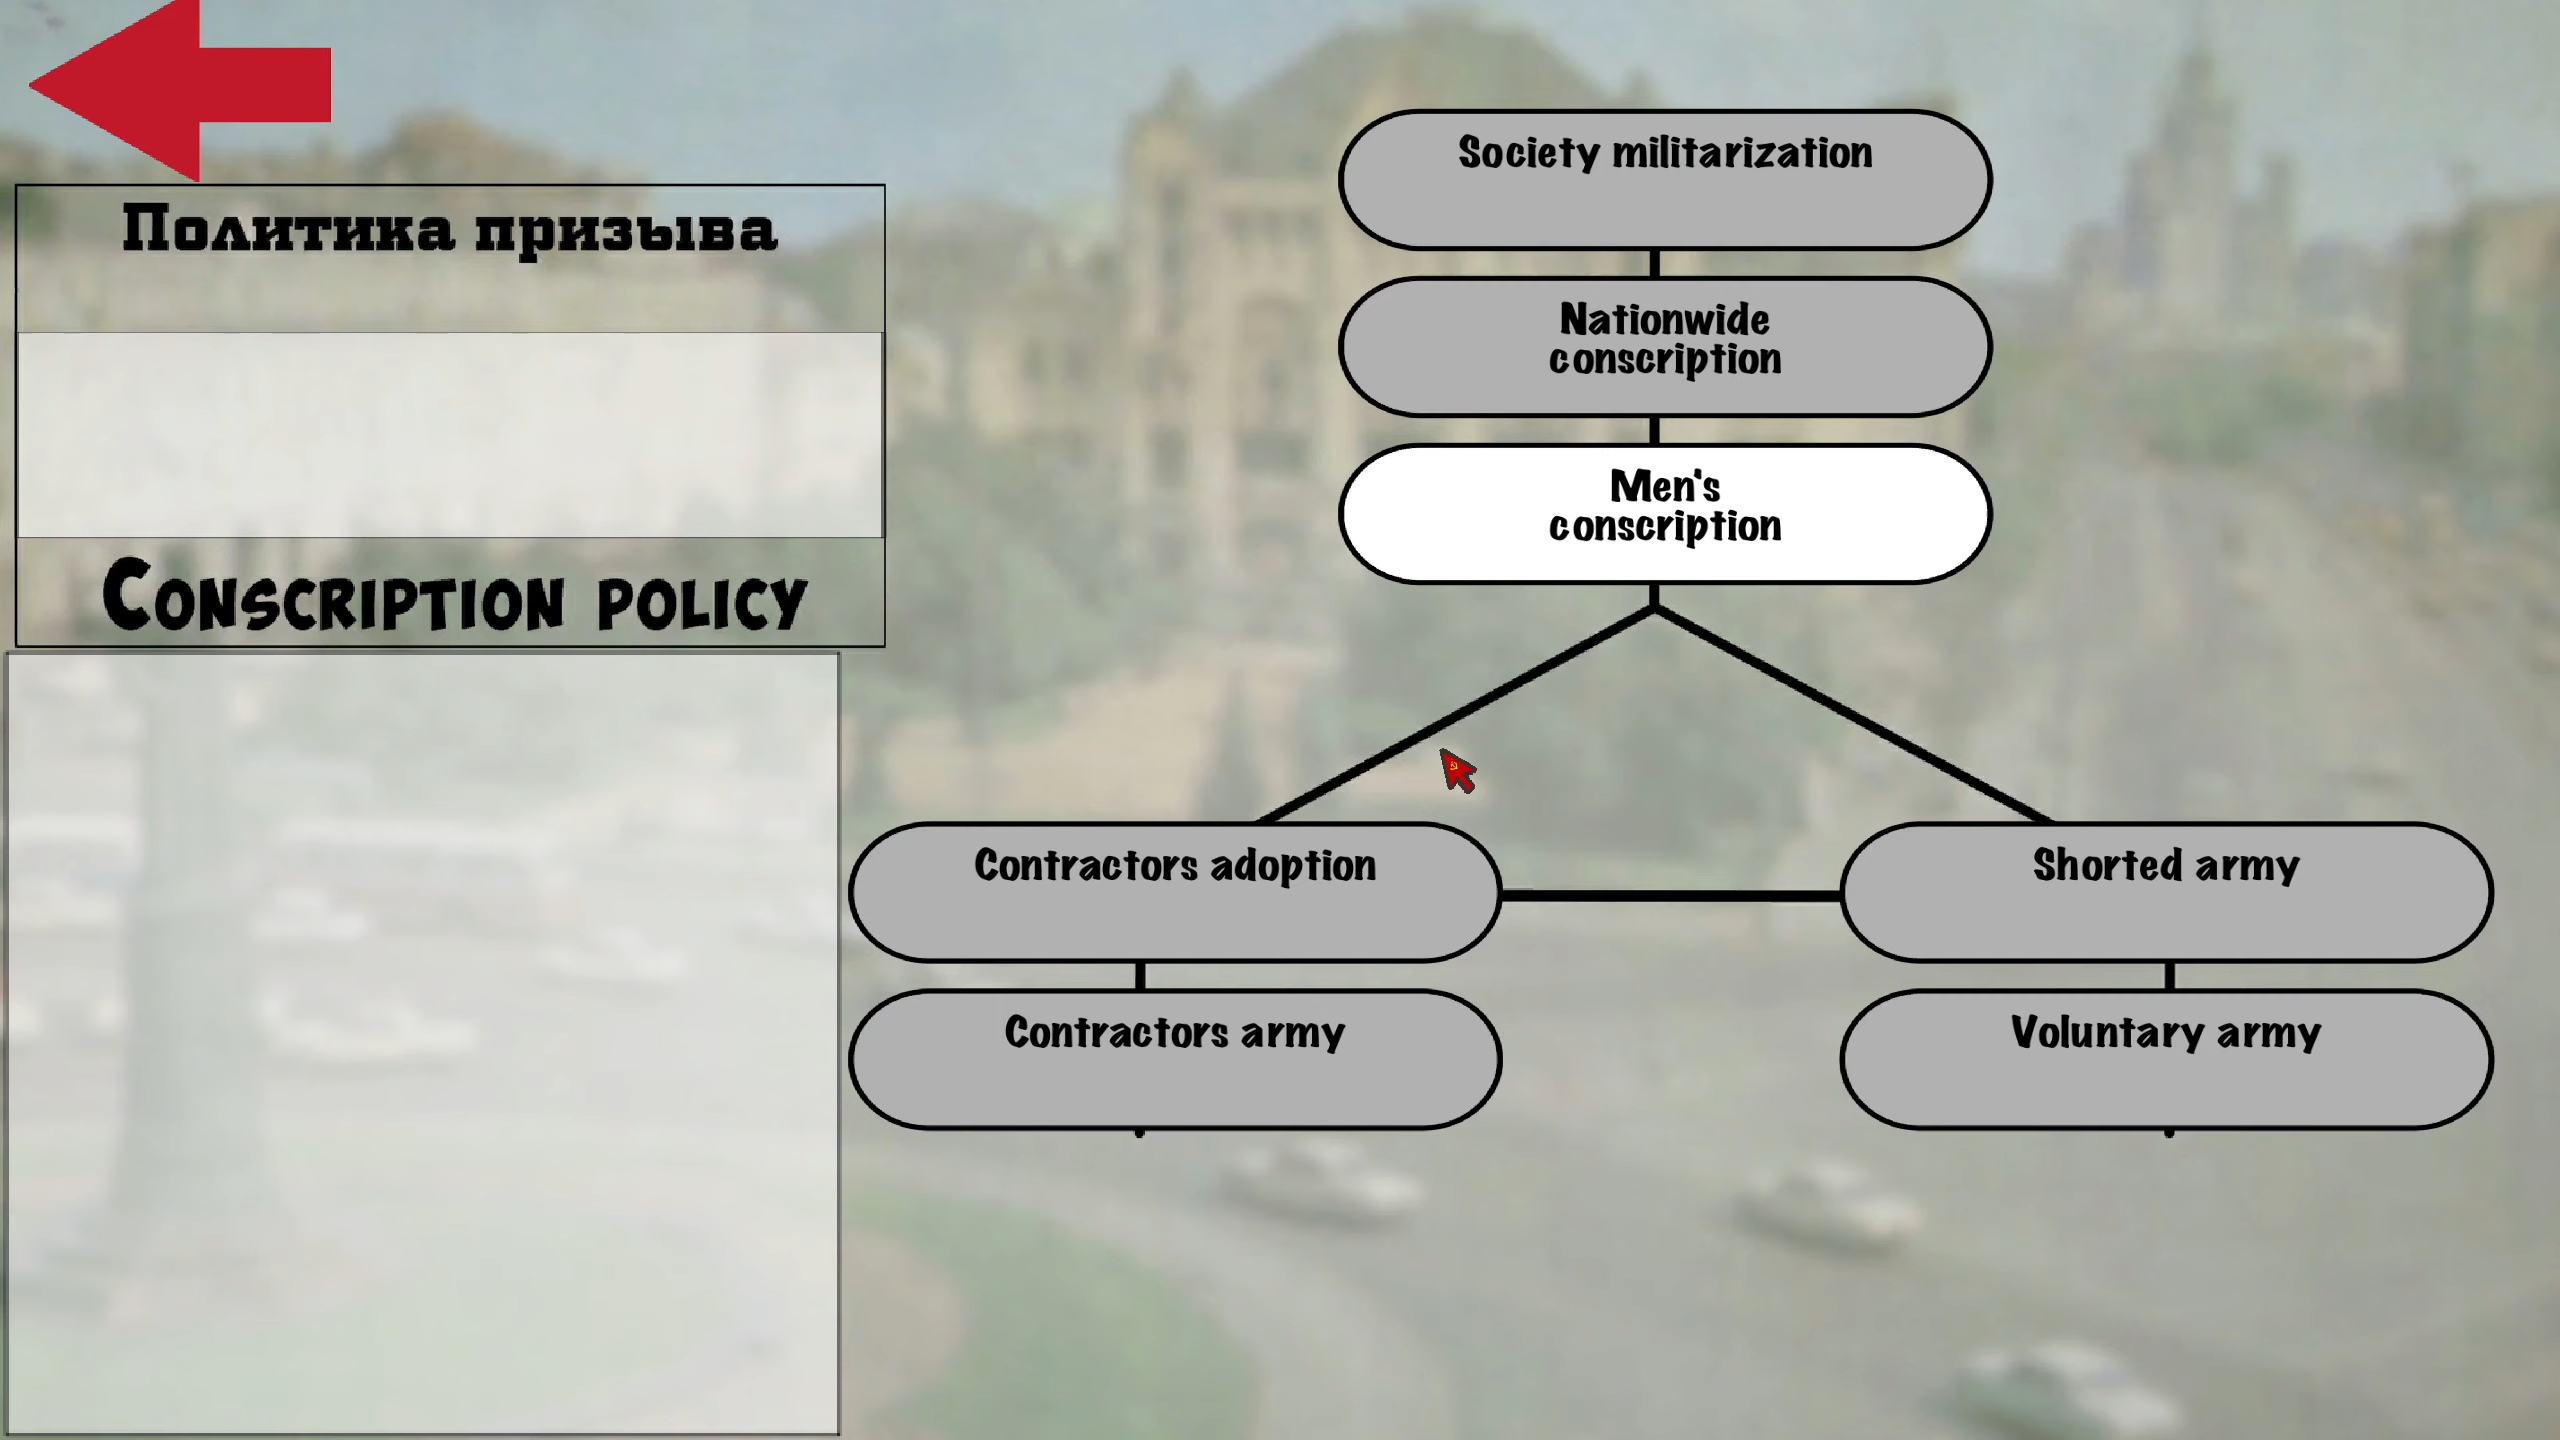 Политика призыва
Conscription policy
Society militarization
Nationwide
conscription
Men's
conscription
Contractors adoption
Shorted army
Contractors army
Voluntary army